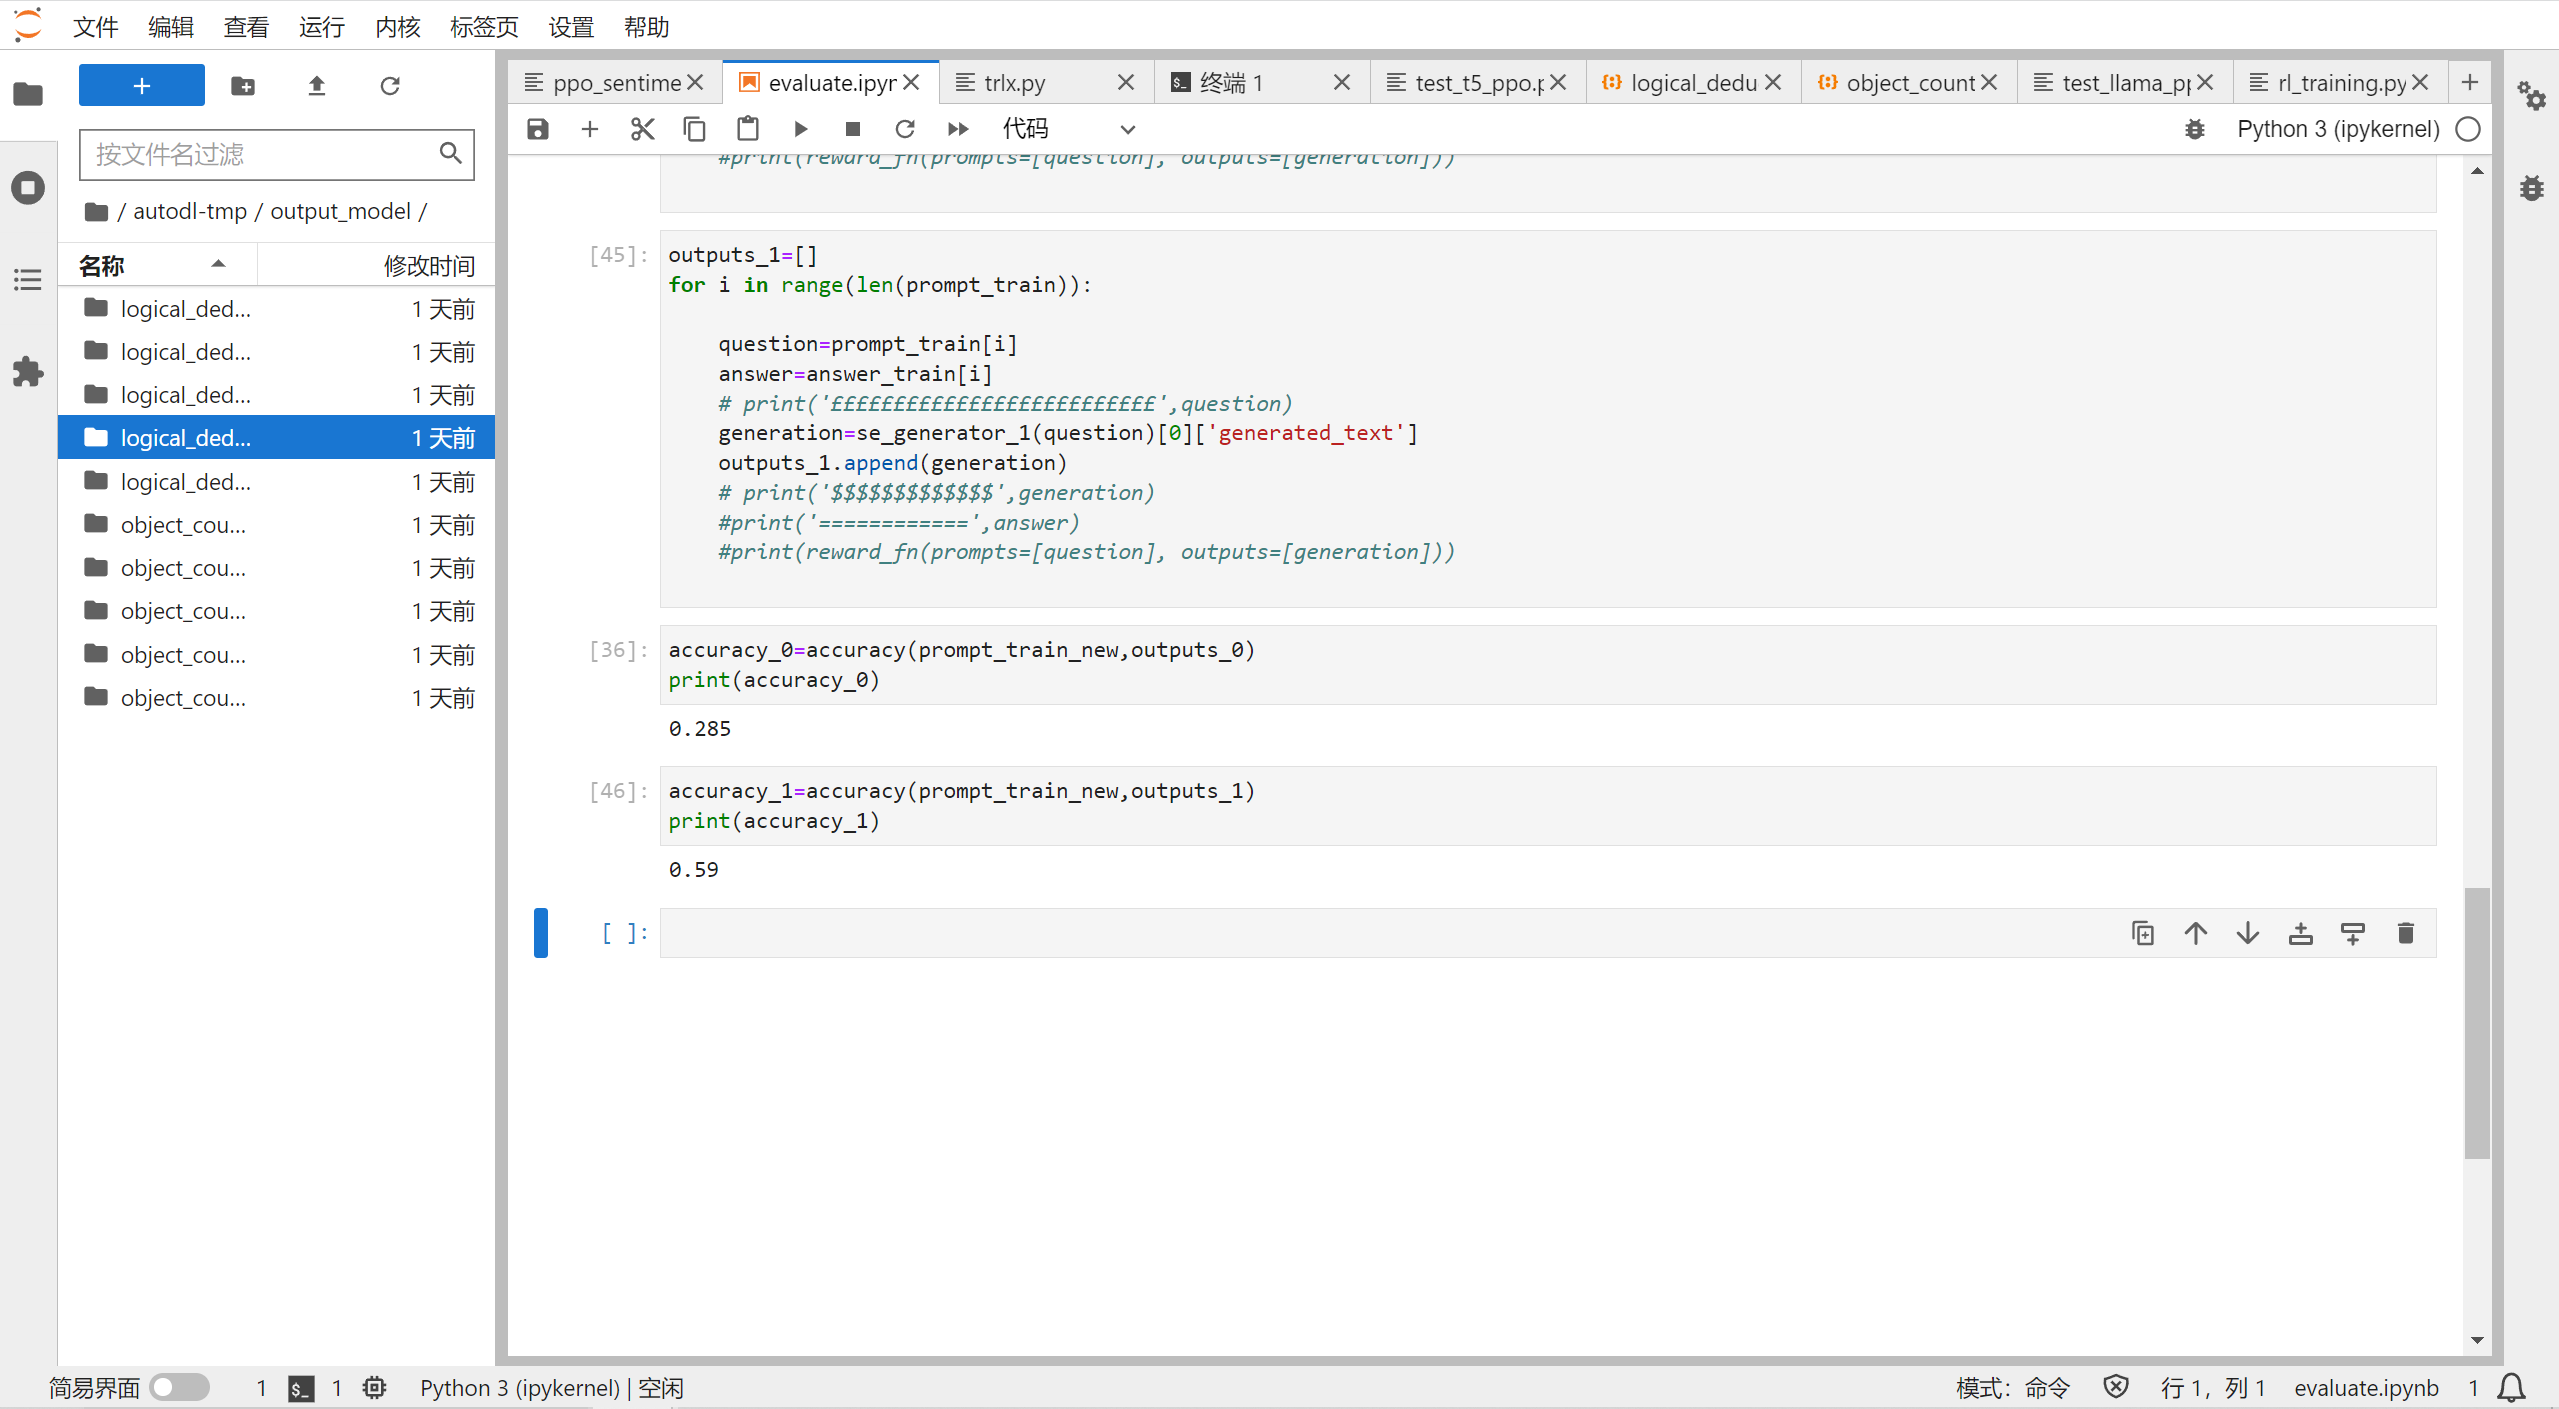 文件 编辑 查看 运行 内核 标签页 设置 帮助
ppo_sentime
evaluate.ipyr
trlx.py
终端 1
test_t5_ppo.p
logical_dedu
object_count
test_llama_pp
rl_training.py
代码
Python 3 (ipykernel)
按文件名过滤
/ autodl-tmp / output_model /
名称 修改时间
logical_ded... 1 天前
logical_ded... 1 天前
logical_ded... 1 天前
logical_ded... 1 天前
logical_ded... 1 天前
object_cou... 1 天前
object_cou... 1 天前
object_cou... 1 天前
object_cou... 1 天前
object_cou... 1 天前
#print(reward_fn(prompts=[question], outputs=[generation]))
[45]: outputs_1=[]
for i in range(len(prompt_train)):
question=prompt_train[i]
answer=answer_train[i]
# print('££££££££££££££££££££££££££',question)
generation=se_generator_1(question)[0]['generated_text']
outputs_1.append(generation)
# print('$$$$$$$$$$$$$',generation)
#print('============',answer)
#print(reward_fn(prompts=[question], outputs=[generation]))
[36]: accuracy_0=accuracy(prompt_train_new,outputs_0)
print(accuracy_0)
0.285
[46]: accuracy_1=accuracy(prompt_train_new,outputs_1)
print(accuracy_1)
0.59
[ ]:
简易界面 1 $_ 1 Python 3 (ipykernel) | 空闲 模式：命令 行 1，列 1 evaluate.ipynb 1